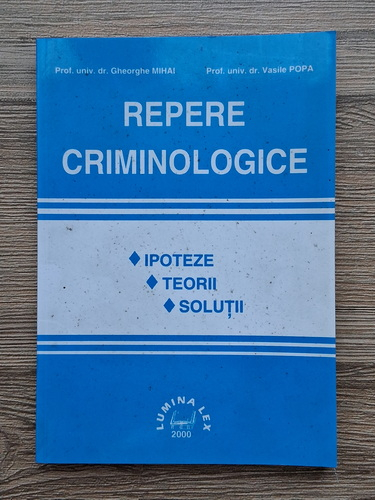 Prof. univ. dr. Gheorghe MIHAI Prof. univ. dr. Vasile POPA
REPERE
CRIMINOLOGICE
IPOTEZE
TEORII
SOLUȚII
LUMINA LEX
2000